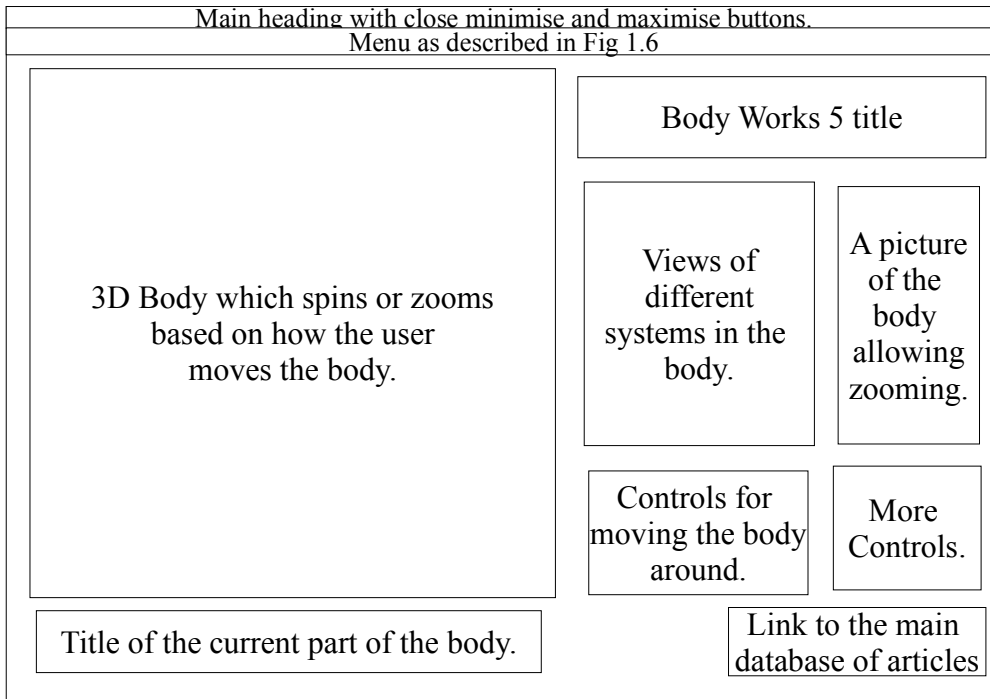 Main heading with close minimise and maximise buttons.
Menu as described in Fig 1.6
3D Body which spins or zooms
based on how the user
moves the body.
Body Works 5 title
Views of
different
systems in the
body.
A picture
of the
body
allowing
zooming.
Controls for
moving the body
around.
More
Controls.
Title of the current part of the body.
Link to the main
database of articles